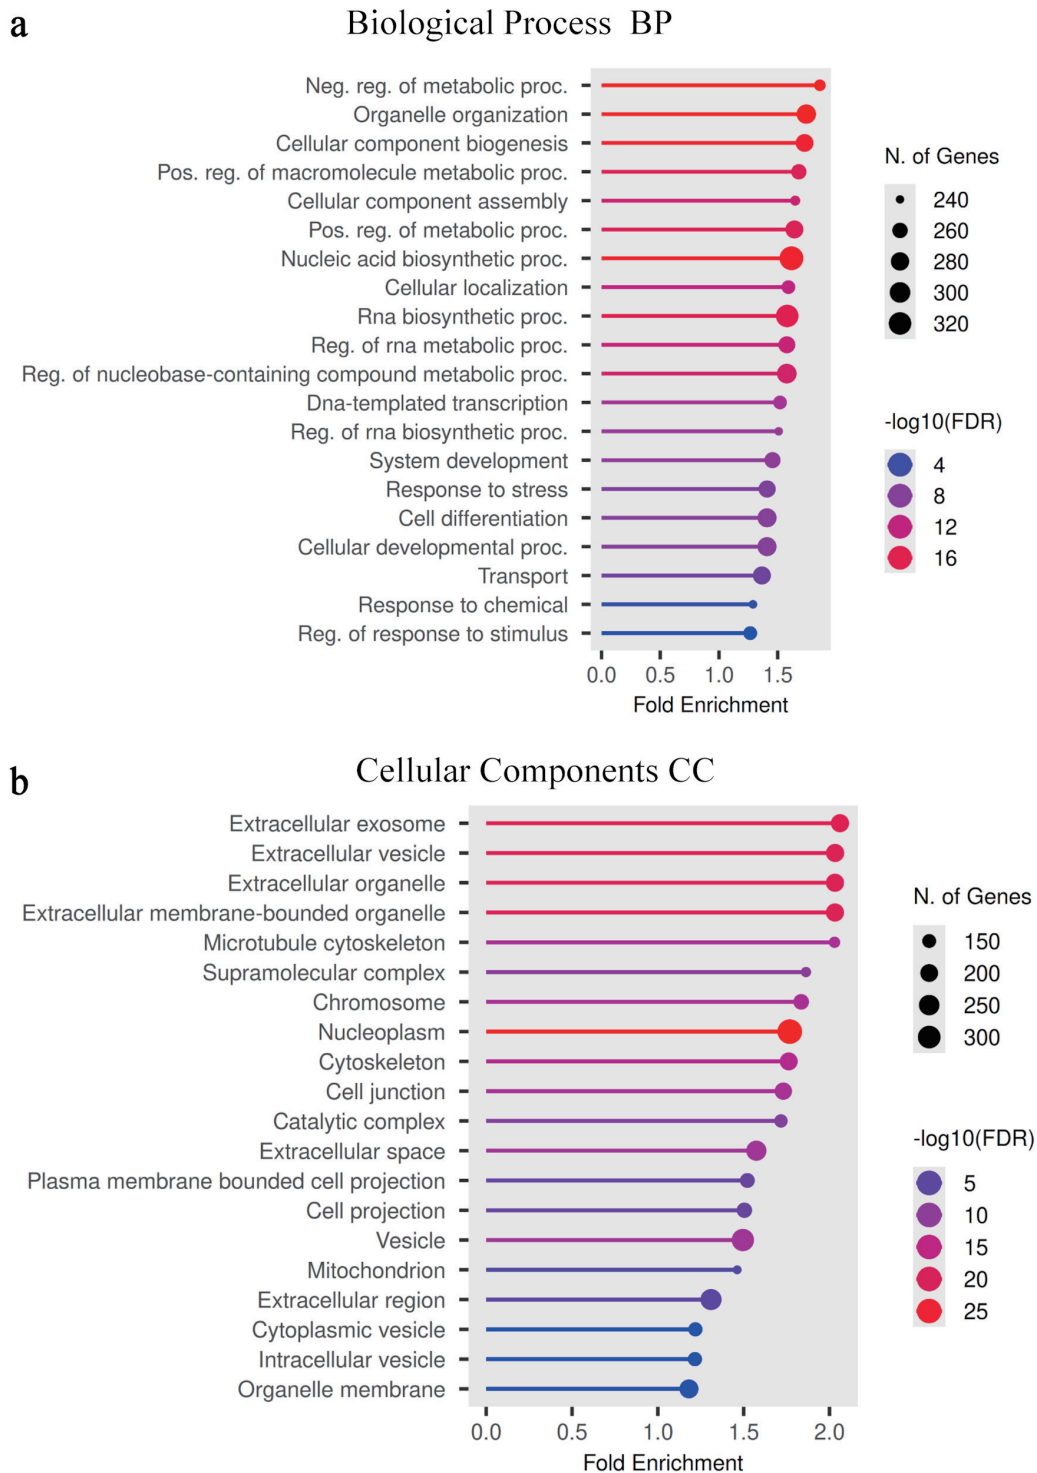 a
Biological Process BP
Neg. reg. of metabolic proc.
Organelle organization
Cellular component biogenesis
Pos. reg. of macromolecule metabolic proc.
Cellular component assembly
Pos. reg. of metabolic proc.
Nucleic acid biosynthetic proc.
Cellular localization
Rna biosynthetic proc.
Reg. of rna metabolic proc.
Reg. of nucleobase-containing compound metabolic proc.
Dna-templated transcription
Reg. of rna biosynthetic proc.
System development
Response to stress
Cell differentiation
Cellular developmental proc.
Transport
Response to chemical
Reg. of response to stimulus
0.0 0.5 1.0 1.5
Fold Enrichment
N. of Genes
240
260
280
300
320
-log10(FDR)
4
8
12
16
b
Cellular Components CC
Extracellular exosome
Extracellular vesicle
Extracellular organelle
Extracellular membrane-bounded organelle
Microtubule cytoskeleton
Supramolecular complex
Chromosome
Nucleoplasm
Cytoskeleton
Cell junction
Catalytic complex
Extracellular space
Plasma membrane bounded cell projection
Cell projection
Vesicle
Mitochondrion
Extracellular region
Cytoplasmic vesicle
Intracellular vesicle
Organelle membrane
0.0 0.5 1.0 1.5 2.0
Fold Enrichment
N. of Genes
150
200
250
300
-log10(FDR)
5
10
15
20
25